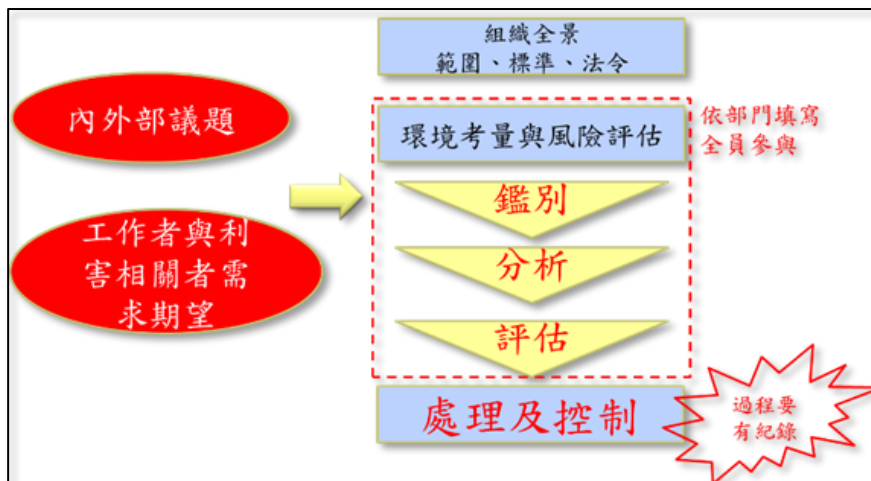 組織全景
範圍、標準、法令
內外部議題
環境考量與風險評估
依部門填寫
全員參與
鑑別
工作者與利
害相關者需
求期望
分析
評估
處理及控制
過程要
有紀錄